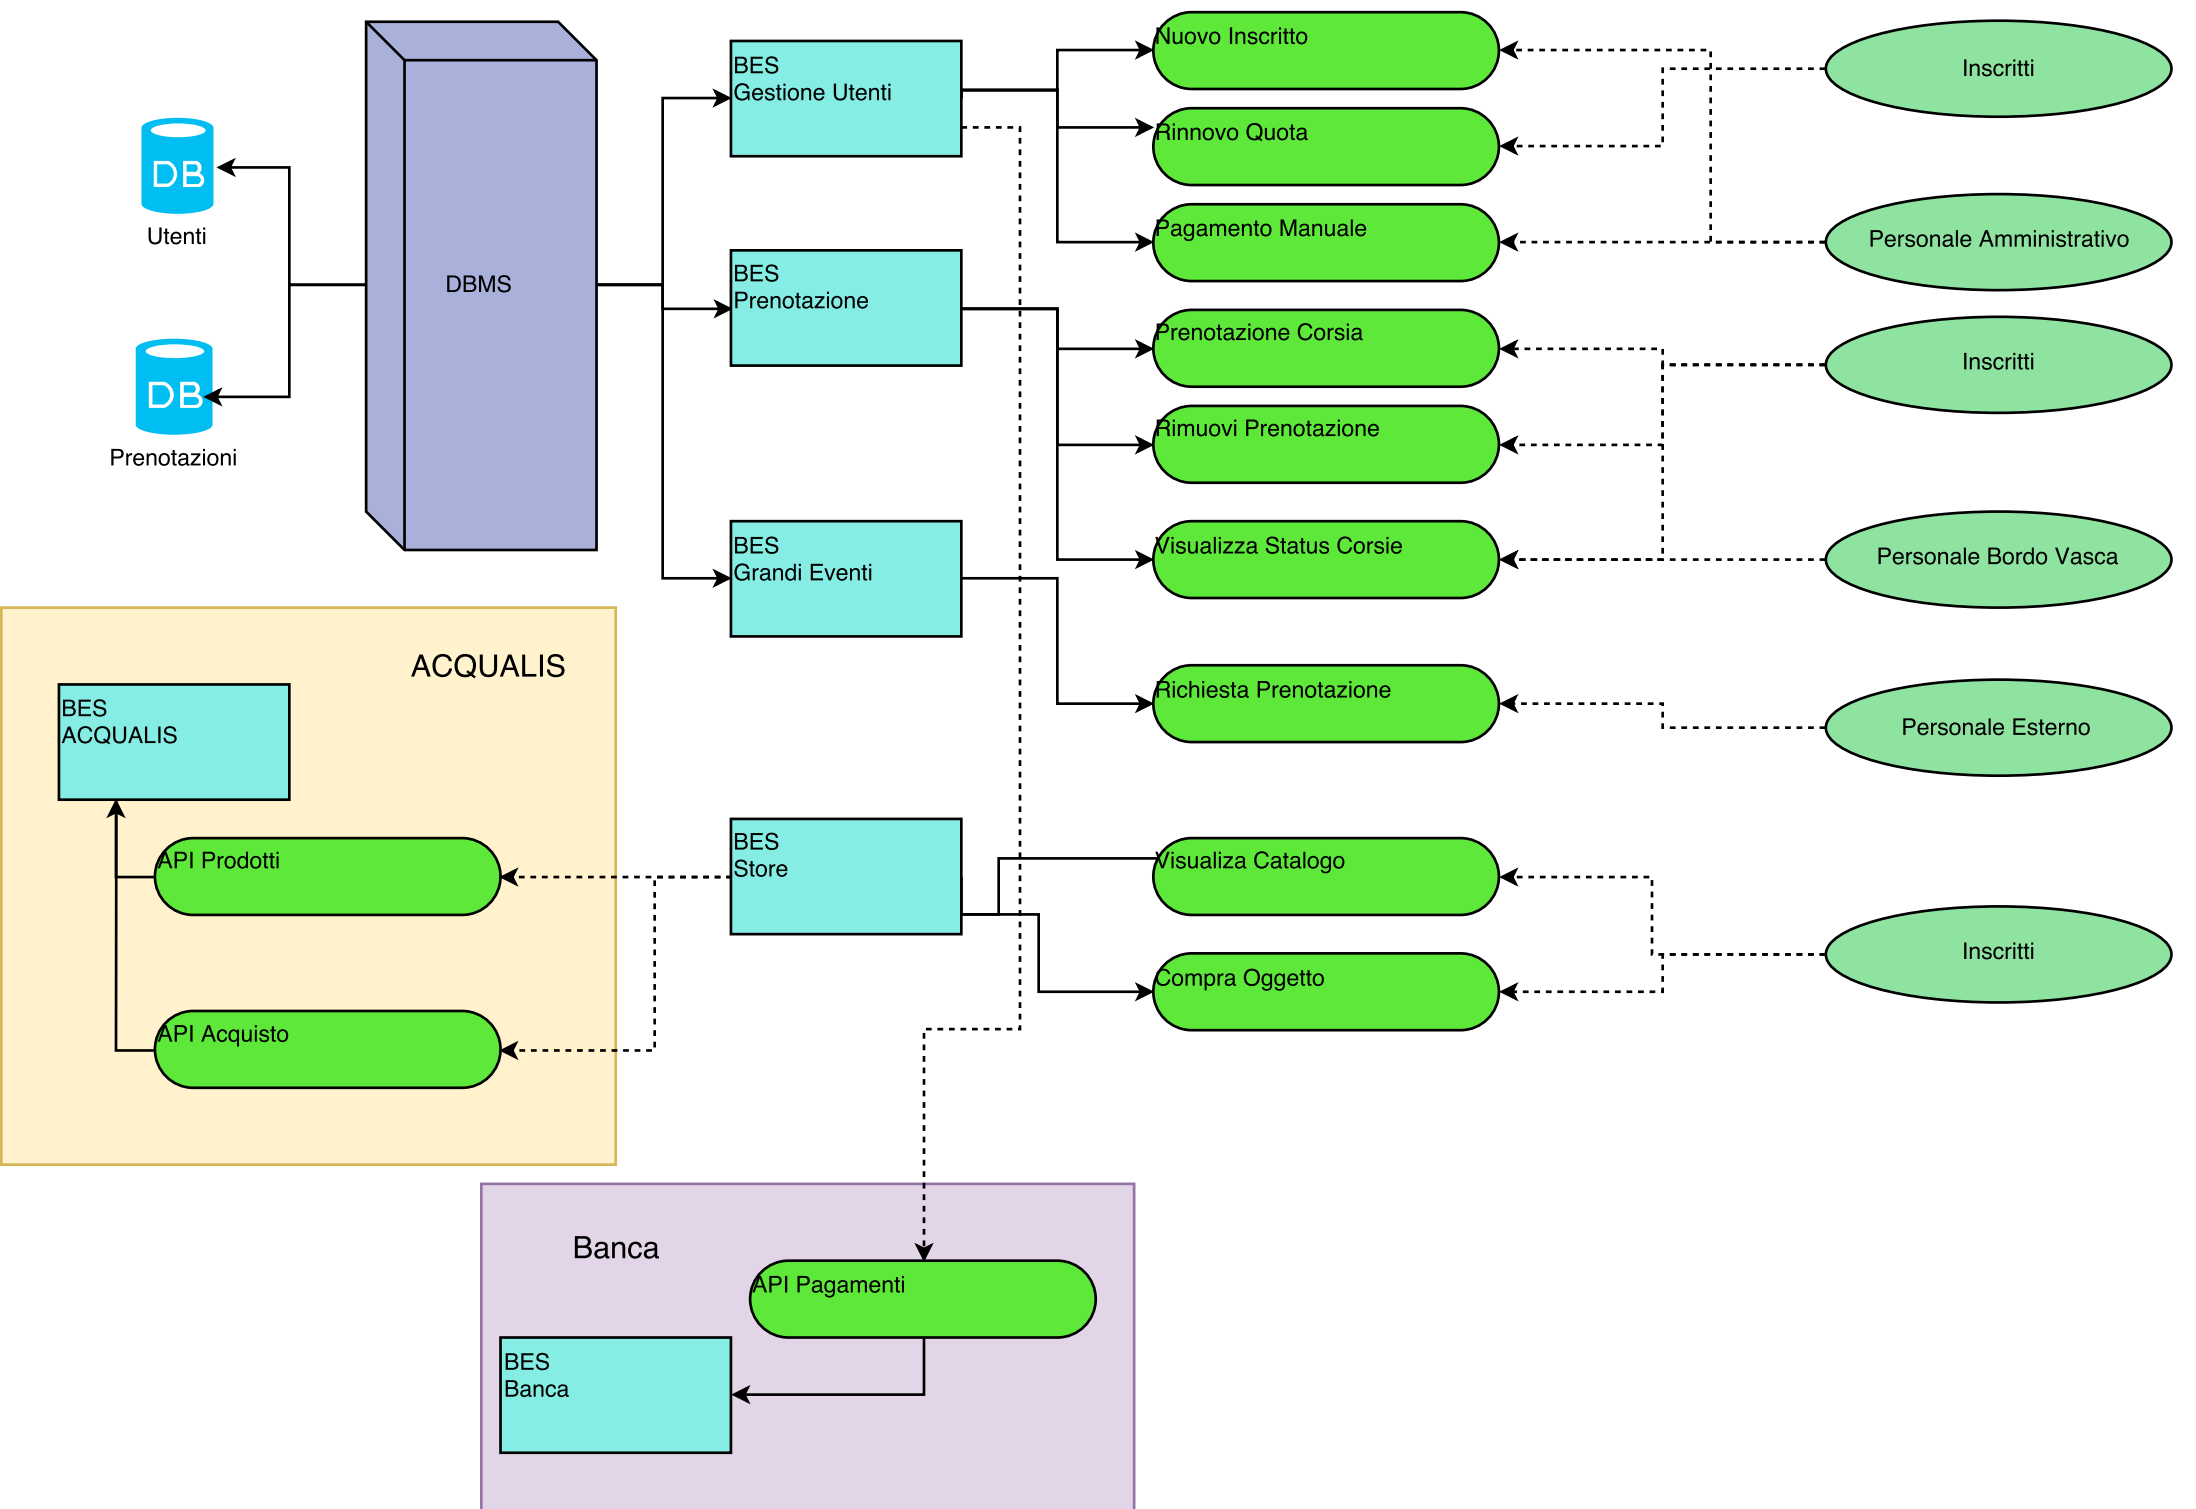 BES
Gestione Utenti
Nuovo Inscritto
Rinnovo Quota
Pagamento Manuale
Inscritti
Personale Amministrativo
DB
Utenti
DBMS
DB
Prenotazioni
BES
Prenotazione
Prenotazione Corsia
Rimuovi Prenotazione
Visualizza Status Corsie
Inscritti
Personale Bordo Vasca
BES
Grandi Eventi
Richiesta Prenotazione
Personale Esterno
ACQUALIS
BES
ACQUALIS
API Prodotti
API Acquisto
BES
Store
Visualiza Catalogo
Compra Oggetto
Inscritti
Banca
API Pagamenti
BES
Banca